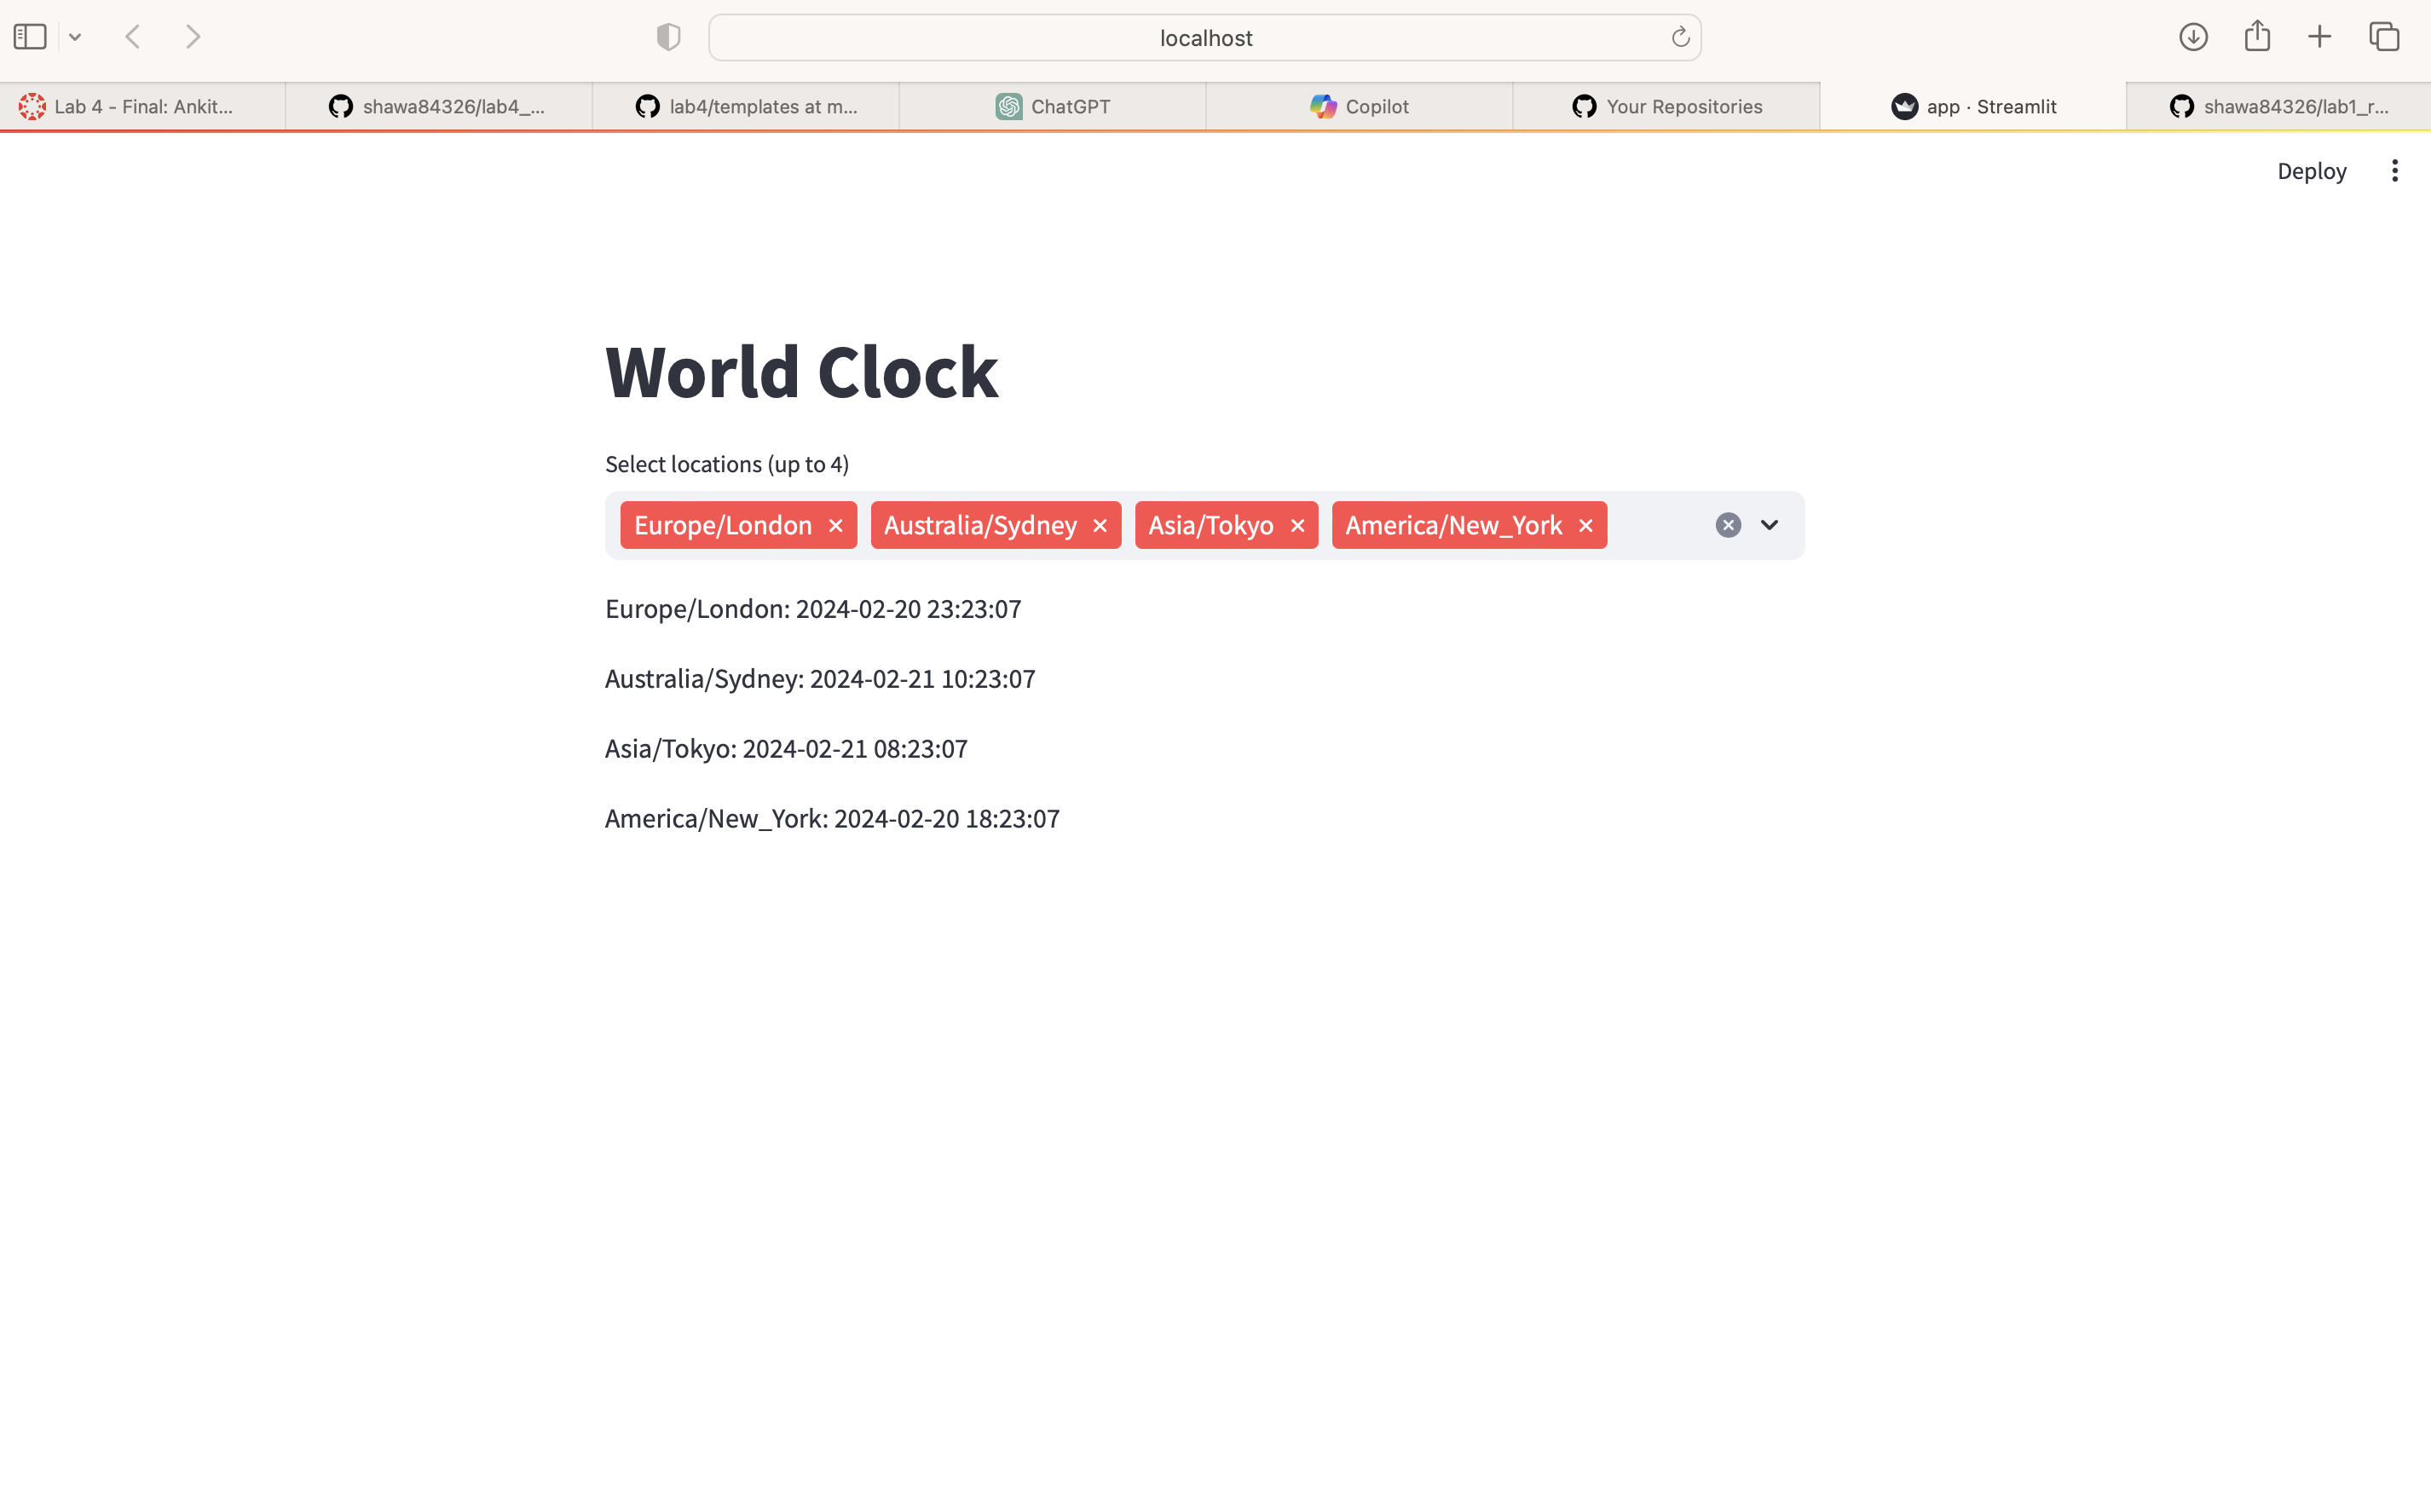 localhost
Lab 4 - Final: Ankit...
shawa84326/lab4_...
lab4/templates at m...
ChatGPT
Copilot
Your Repositories
app · Streamlit
shawa84326/lab1_r...
Deploy
World Clock
Select locations (up to 4)
Europe/London
Australia/Sydney
Asia/Tokyo
America/New_York
Europe/London: 2024-02-20 23:23:07
Australia/Sydney: 2024-02-21 10:23:07
Asia/Tokyo: 2024-02-21 08:23:07
America/New_York: 2024-02-20 18:23:07